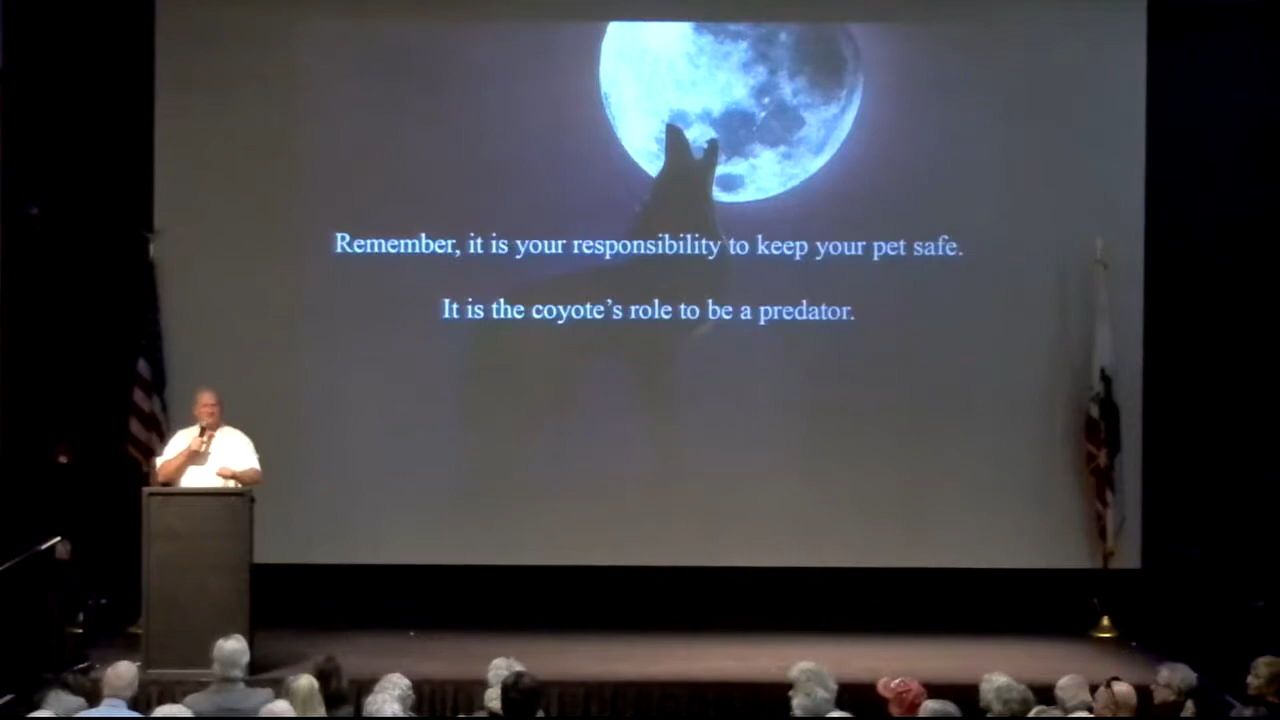 Remember, it is your responsibility to keep your pet safe.
It is the coyote’s role to be a predator.